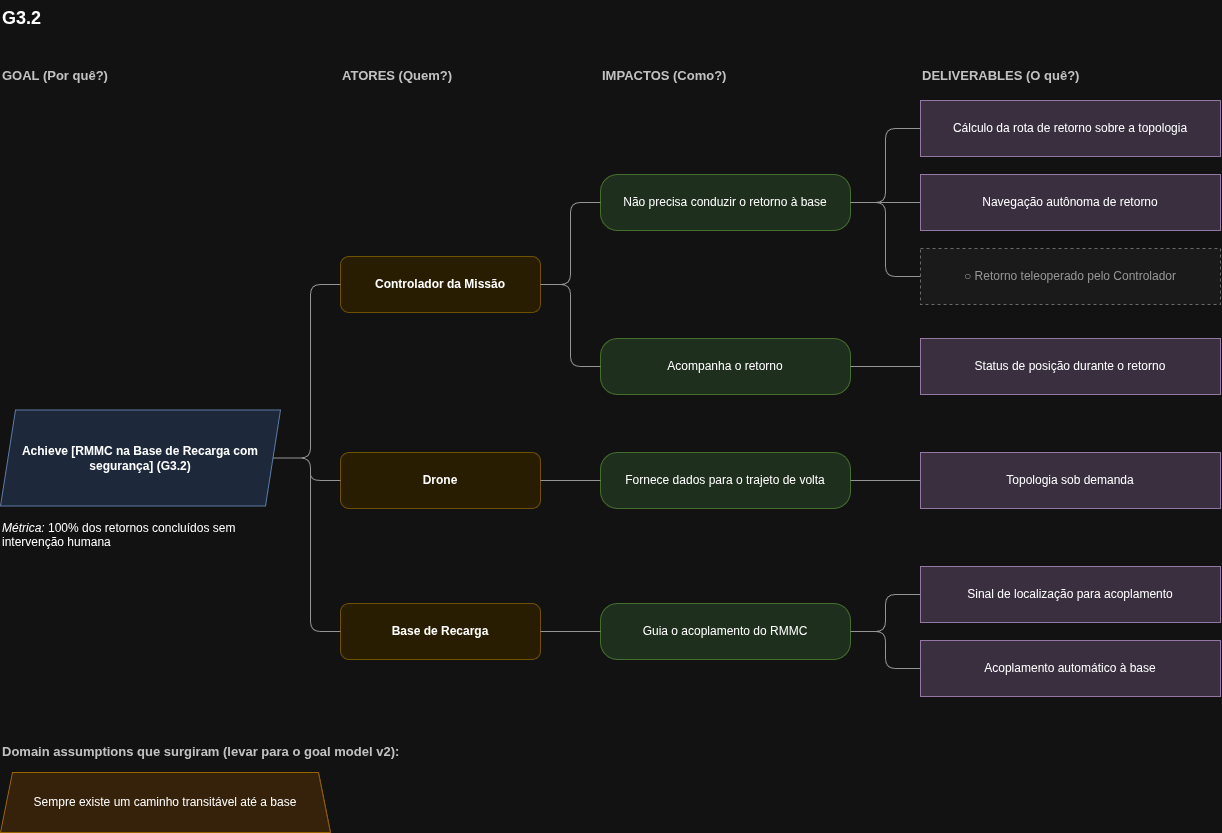 G3.2
GOAL (Por quê?)
ATORES (Quem?)
IMPACTOS (Como?)
DELIVERABLES (O quê?)
Cálculo da rota de retorno sobre a topologia
Não precisa conduzir o retorno à base
Navegação autônoma de retorno
○ Retorno teleoperado pelo Controlador
Controlador da Missão
Acompanha o retorno
Status de posição durante o retorno
Achieve [RMMC na Base de Recarga com
segurança] (G3.2)
Métrica: 100% dos retornos concluídos sem
intervenção humana
Drone
Fornece dados para o trajeto de volta
Topologia sob demanda
Base de Recarga
Guia o acoplamento do RMMC
Sinal de localização para acoplamento
Acoplamento automático à base
Domain assumptions que surgiram (levar para o goal model v2):
Sempre existe um caminho transitável até a base